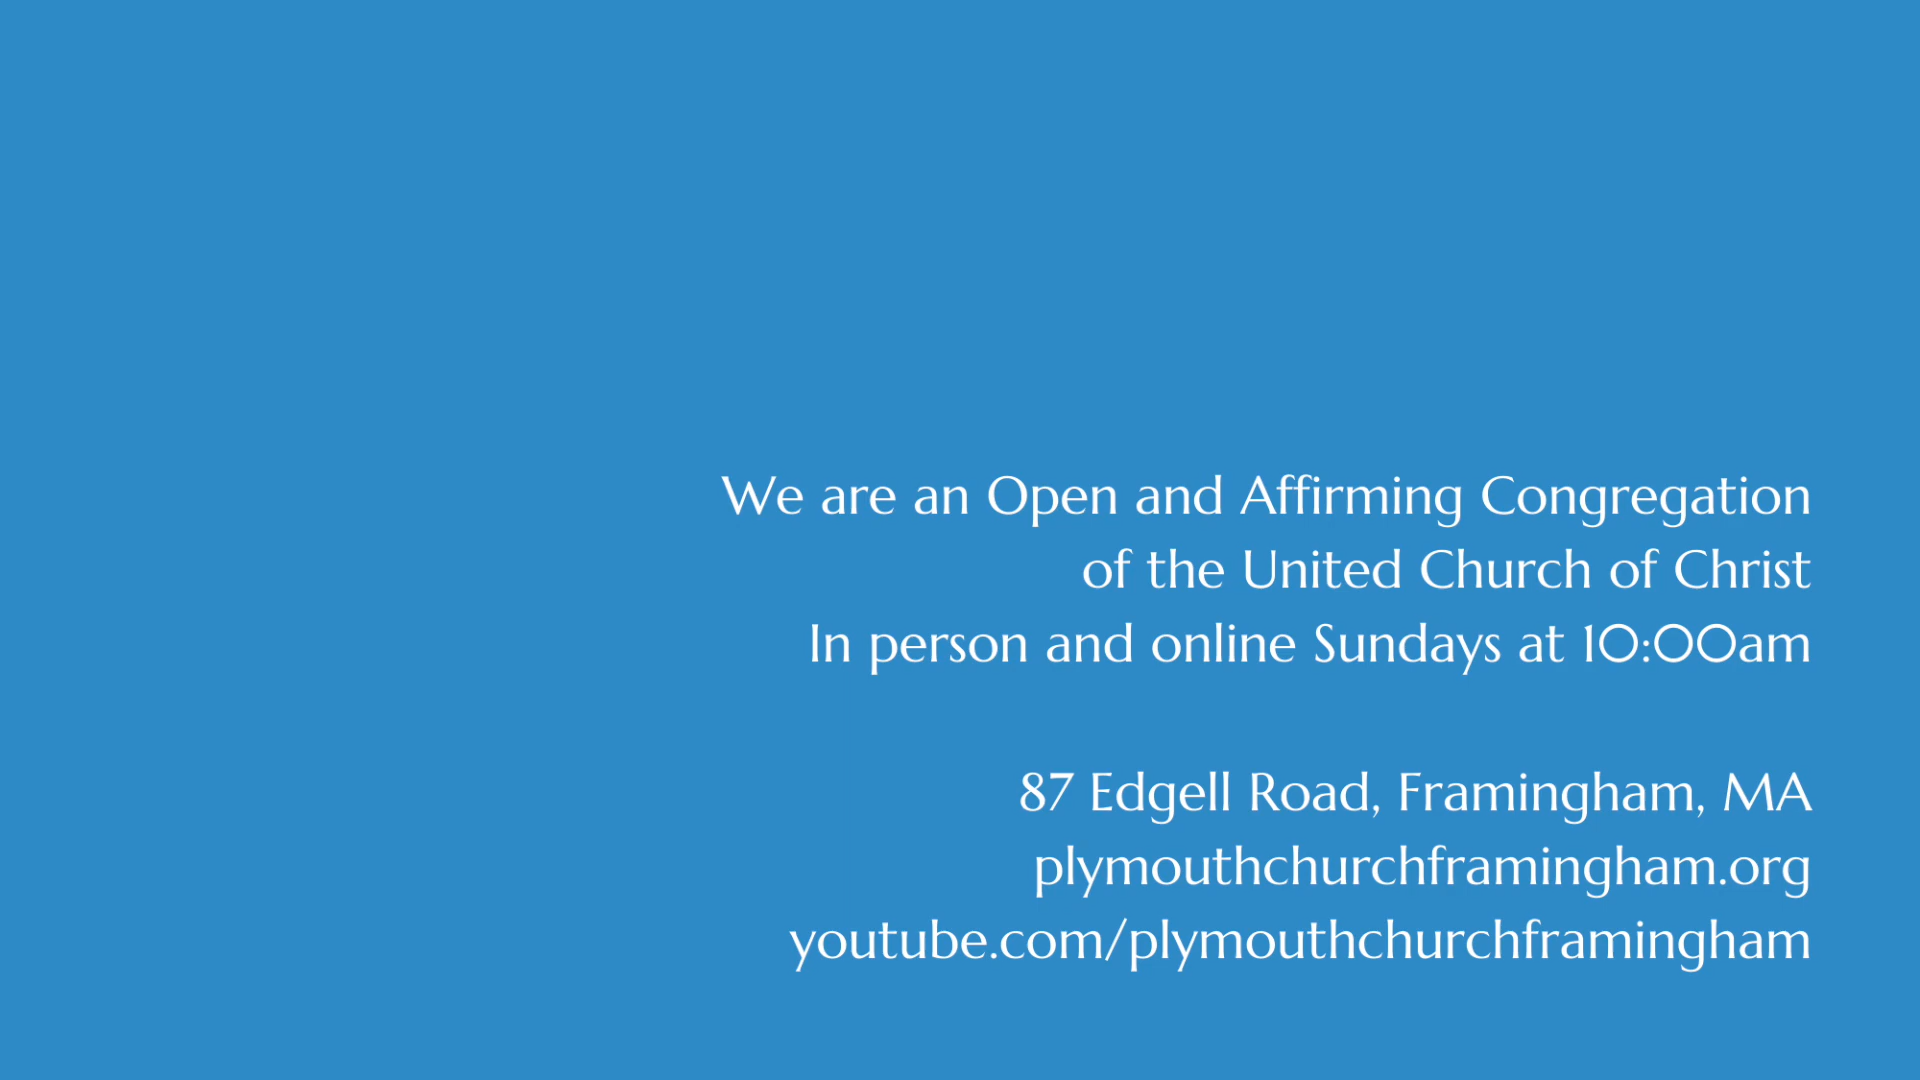 We are an Open and Affirming Congregation
of the United Church of Christ
In person and online Sundays at 10:00am
87 Edgell Road, Framingham, MA
plymouthchurchframingham.org
youtube.com/plymouthchurchframingham